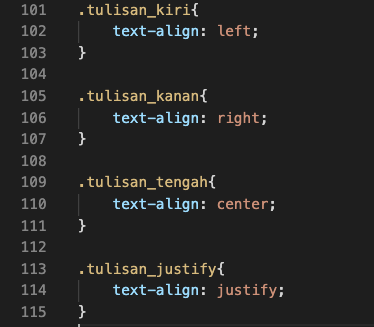 101 .tulisan_kiri{
102 text-align: left;
103 }
104
105 .tulisan_kanan{
106 text-align: right;
107 }
108
109 .tulisan_tengah{
110 text-align: center;
111 }
112
113 .tulisan_justify{
114 text-align: justify;
115 }